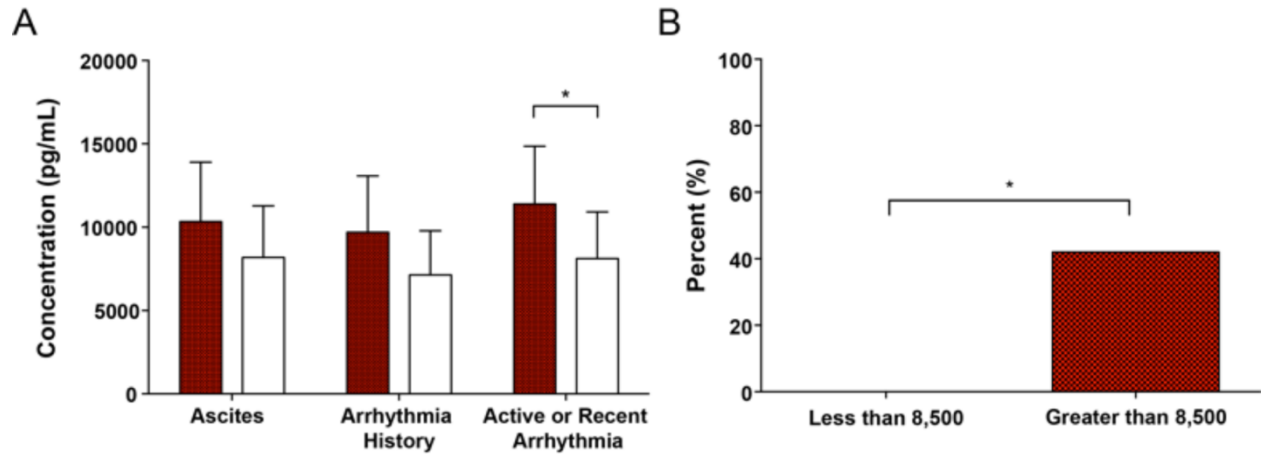 A
Concentration (pg/mL)
20000
15000
10000
5000
0
*
Ascites
Arrhythmia
History
Active or Recent
Arrhythmia
B
Percent (%)
100
80
60
40
20
0
*
Less than 8,500
Greater than 8,500